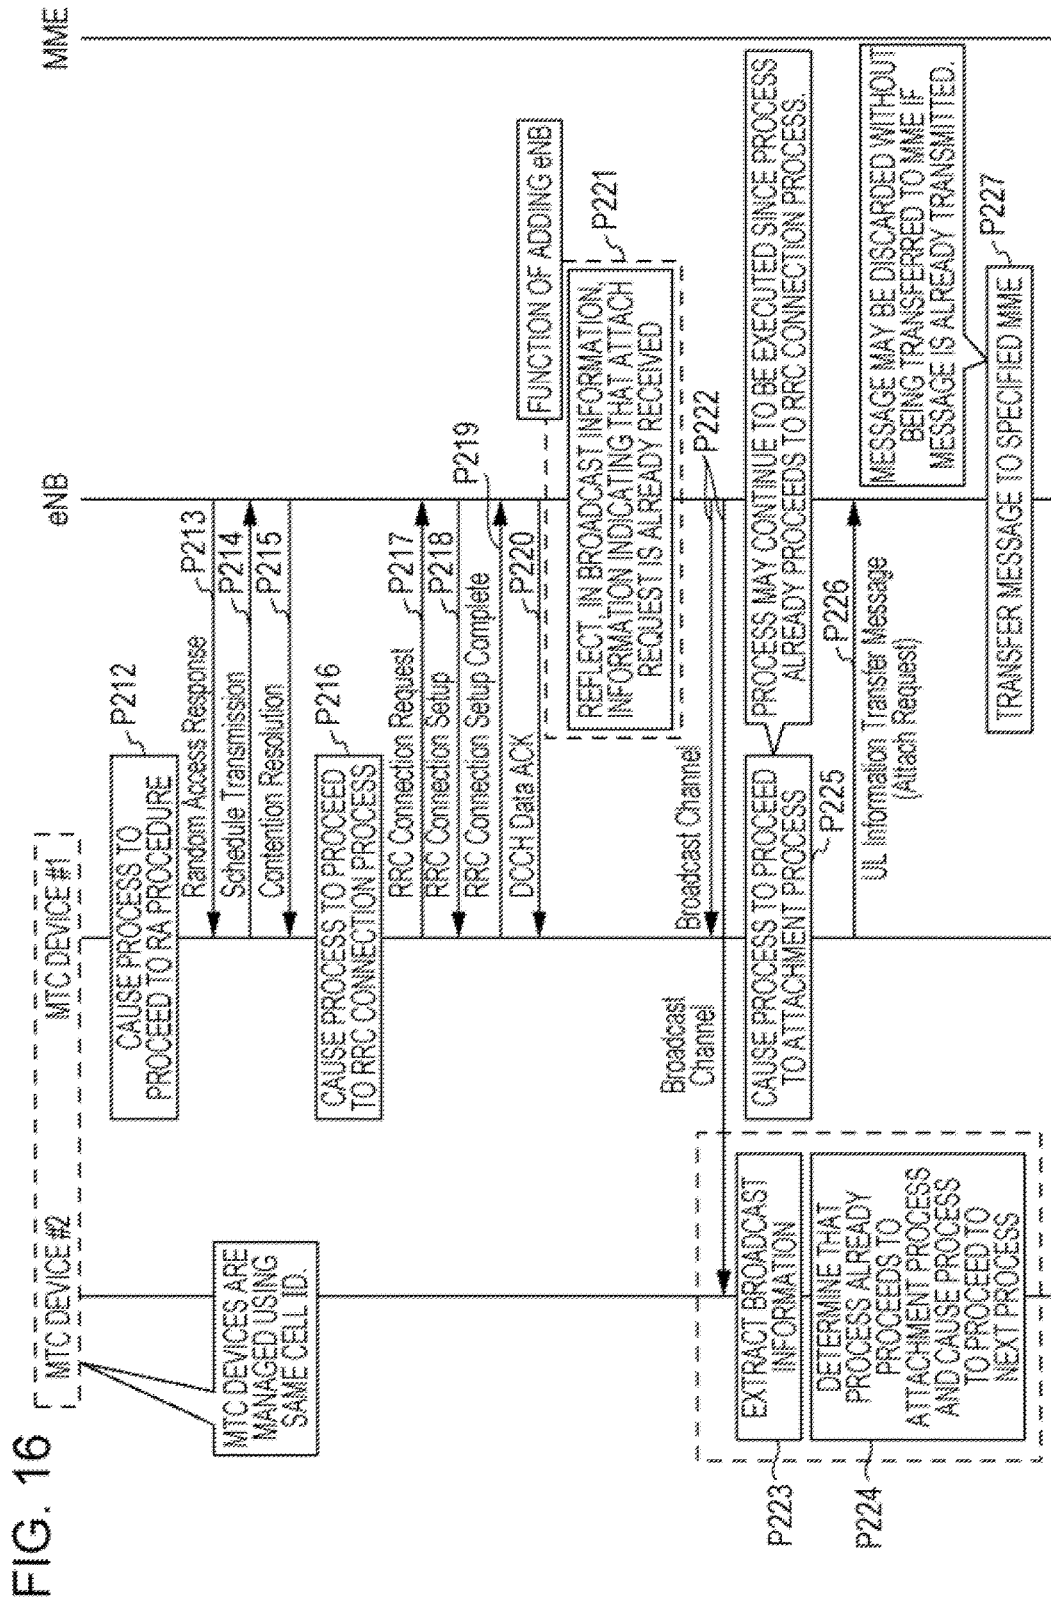 FIG. 16
MTC DEVICE #2
MTC DEVICE #1
eNB
MME
MTC DEVICES ARE
MANAGED USING
SAME CELL ID.
CAUSE PROCESS TO
PROCEED TO RA PROCEDURE
P212
Random Access Response
P213
Schedule Transmission
P214
Contention Resolution
P215
CAUSE PROCESS TO PROCEED
TO RRC CONNECTION PROCESS
P216
RRC Connection Request
P217
RRC Connection Setup
P218
RRC Connection Setup Complete
P219
DCCH Data ACK
P220
FUNCTION OF ADDING eNB
REFLECT, IN BROADCAST INFORMATION,
INFORMATION INDICATING THAT ATTACH
REQUEST IS ALREADY RECEIVED
P221
Broadcast Channel
P222
Broadcast
Channel
EXTRACT BROADCAST
INFORMATION
P223
DETERMINE THAT
PROCESS ALREADY
PROCEEDS TO
ATTACHMENT PROCESS
AND CAUSE PROCESS
TO PROCEED TO
NEXT PROCESS
P224
CAUSE PROCESS TO PROCEED
TO ATTACHMENT PROCESS
P225
PROCESS MAY CONTINUE TO BE EXECUTED SINCE PROCESS
ALREADY PROCEEDS TO RRC CONNECTION PROCESS.
P226
UL Information Transfer Message
(Attach Request)
MESSAGE MAY BE DISCARDED WITHOUT
BEING TRANSFERRED TO MME IF
MESSAGE IS ALREADY TRANSMITTED.
TRANSFER MESSAGE TO SPECIFIED MME
P227